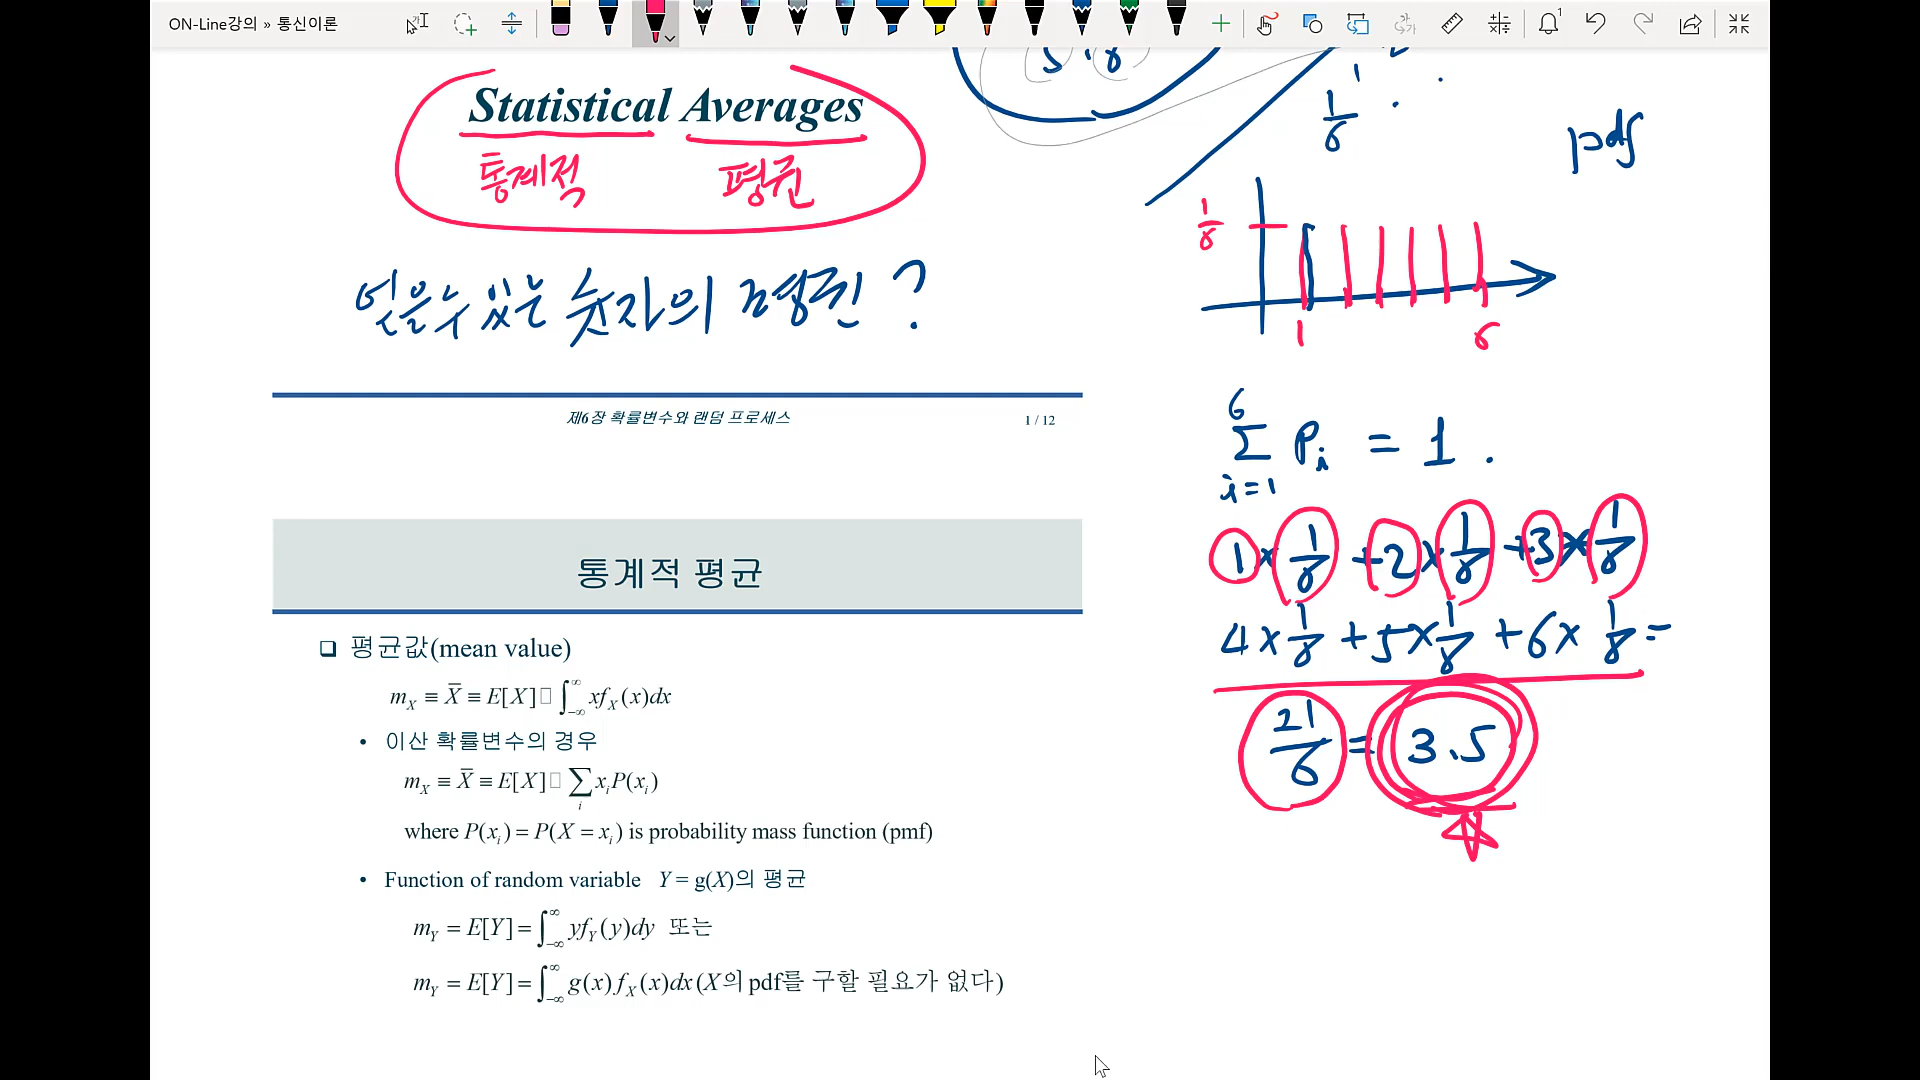 ON-Line강의 » 통신이론
Statistical Averages
통계적 평균
얻을 수 있는 숫자의 평균 ?
제6장 확률변수와 랜덤 프로세스 1 / 12
통계적 평균
❑ 평균값(mean value)
m_X ≡ X̅ ≡ E[X] □ ∫_{-∞}^{∞} x f_X(x)dx
• 이산 확률변수의 경우
m_X ≡ X̅ ≡ E[X] □ ∑_i x_i P(x_i)
where P(x_i) = P(X = x_i) is probability mass function (pmf)
• Function of random variable Y = g(X)의 평균
m_Y = E[Y] = ∫_{-∞}^{∞} y f_Y(y)dy 또는
m_Y = E[Y] = ∫_{-∞}^{∞} g(x) f_X(x)dx (X의 pdf를 구할 필요가 없다)
1/6
pdf
1/6
1 6
∑_{i=1}^{6} P_i = 1 .
1 × 1/6 + 2 × 1/6 + 3 × 1/6
4 × 1/6 + 5 × 1/6 + 6 × 1/6 =
21/6 = 3.5